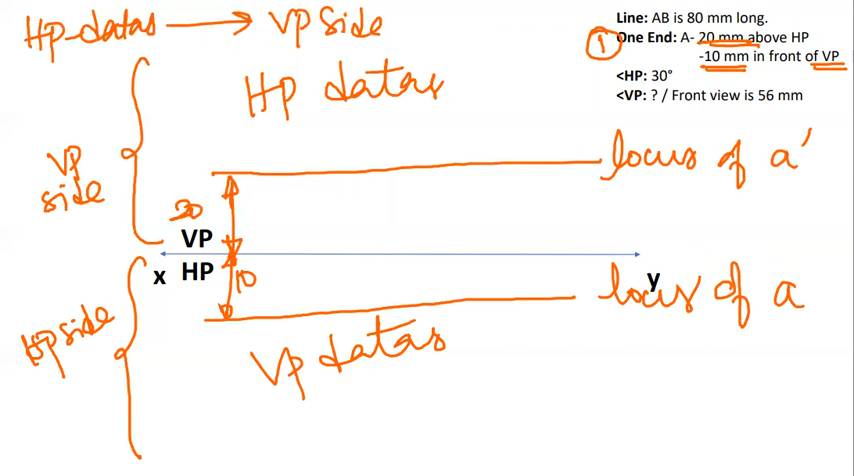 HP-datas → VP side
Line: AB is 80 mm long.
One End: A- 20 mm above HP
-10 mm in front of VP
<HP: 30°
<VP: ? / Front view is 56 mm
1
HP datas
locus of a'
VP side
20
VP
x HP 10 y
locus of a
HP side
VP datas